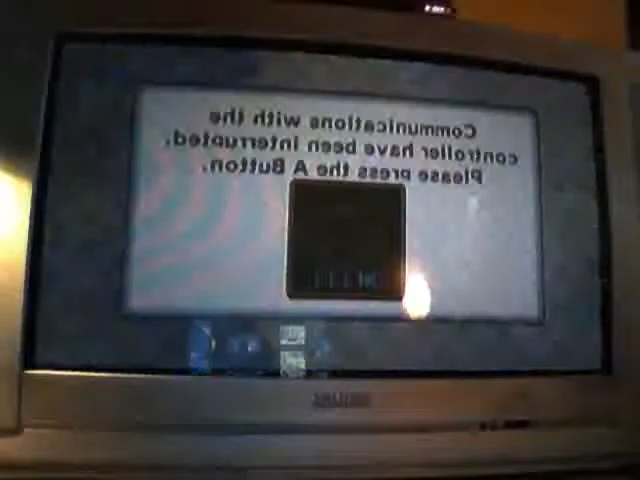 Communications with the
controller have been interrupted.
Please press the A Button.